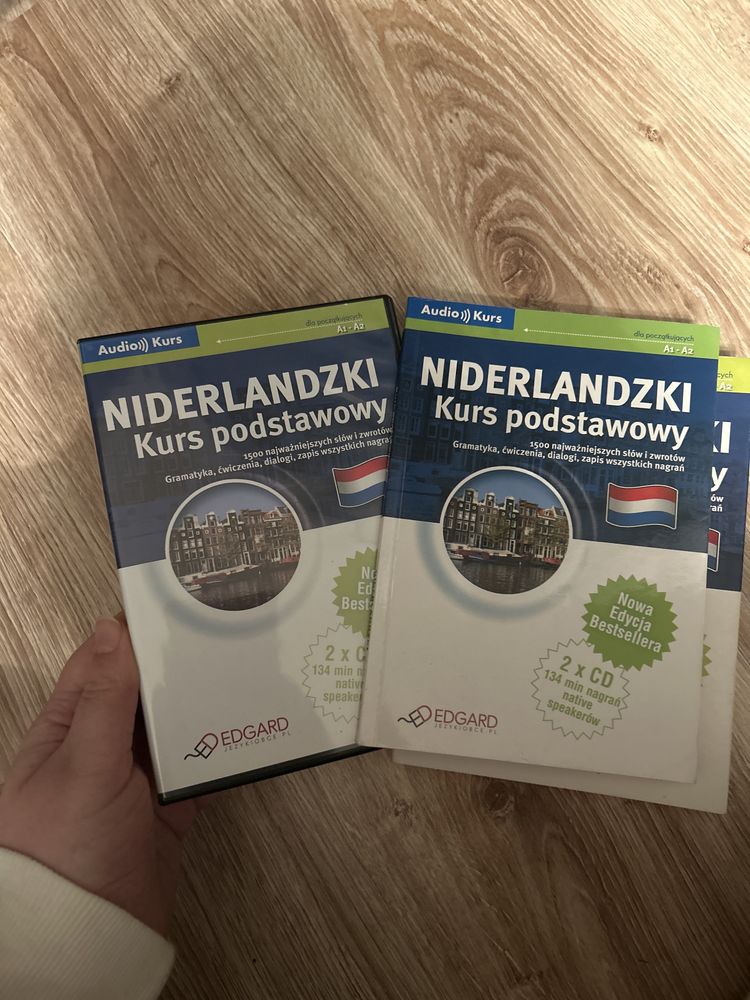 Audio Kurs
dla początkujących
A1 - A2
NIDERLANDZKI
Kurs podstawowy
1500 najważniejszych słów i zwrotów
Gramatyka, ćwiczenia, dialogi, zapis wszystkich nagrań
2 x
134 min
native
EDGARD
JEZYKIOBCE.PL
Audio Kurs
dla początkujących
A1 - A2
NIDERLANDZKI
Kurs podstawowy
1500 najważniejszych słów i zwrotów
Gramatyka, ćwiczenia, dialogi, zapis wszystkich nagrań
Nowa
Edycja
Bestsellera
2 x CD
134 min nagrań
native
speakerów
EDGARD
JEZYKIOBCE.PL
KI
y
nagrań